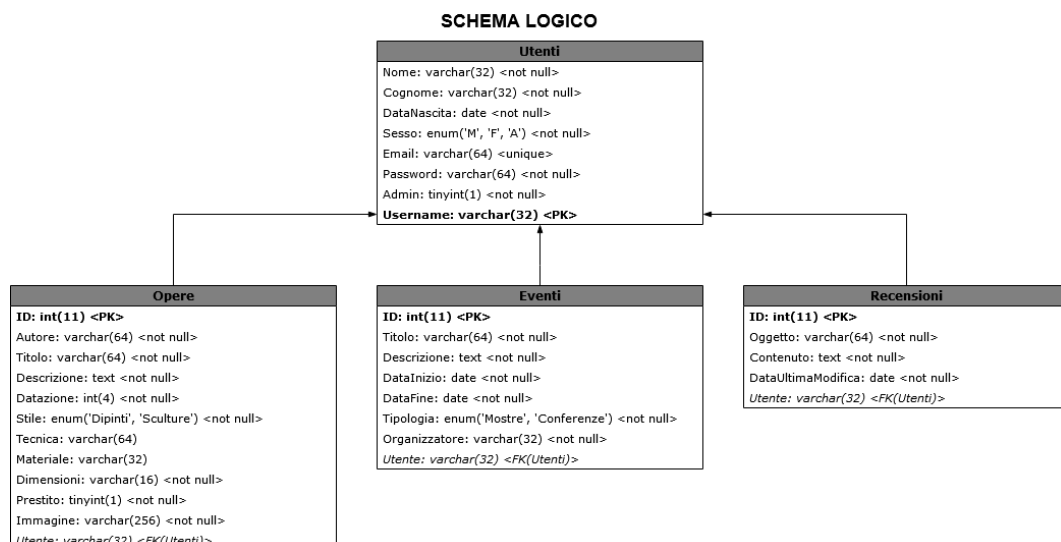 SCHEMA LOGICO
Utenti
Nome: varchar(32) <not null>
Cognome: varchar(32) <not null>
DataNascita: date <not null>
Sesso: enum('M', 'F', 'A') <not null>
Email: varchar(64) <unique>
Password: varchar(64) <not null>
Admin: tinyint(1) <not null>
Username: varchar(32) <PK>
Opere
ID: int(11) <PK>
Autore: varchar(64) <not null>
Titolo: varchar(64) <not null>
Descrizione: text <not null>
Datazione: int(4) <not null>
Stile: enum('Dipinti', 'Sculture') <not null>
Tecnica: varchar(64)
Materiale: varchar(32)
Dimensioni: varchar(16) <not null>
Prestito: tinyint(1) <not null>
Immagine: varchar(256) <not null>
Utente: varchar(32) <FK(Utenti)>
Eventi
ID: int(11) <PK>
Titolo: varchar(64) <not null>
Descrizione: text <not null>
DataInizio: date <not null>
DataFine: date <not null>
Tipologia: enum('Mostre', 'Conferenze') <not null>
Organizzatore: varchar(32) <not null>
Utente: varchar(32) <FK(Utenti)>
Recensioni
ID: int(11) <PK>
Oggetto: varchar(64) <not null>
Contenuto: text <not null>
DataUltimaModifica: date <not null>
Utente: varchar(32) <FK(Utenti)>